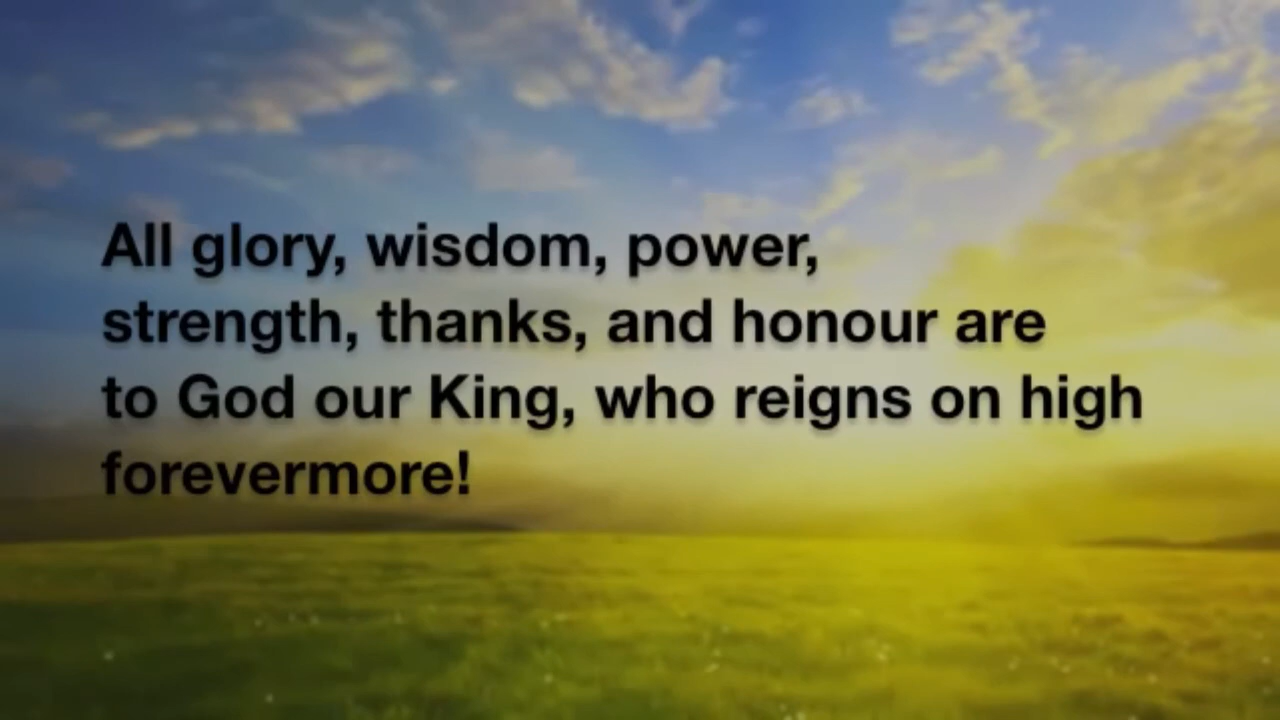 All glory, wisdom, power,
strength, thanks, and honour are
to God our King, who reigns on high
forevermore!